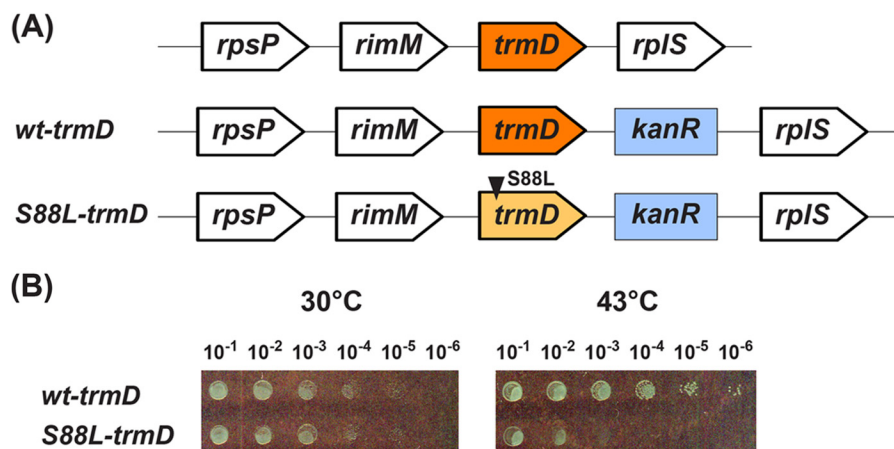 (A)
rpsP rimM trmD rplS
wt-trmD rpsP rimM trmD kanR rplS
S88L
S88L-trmD rpsP rimM trmD kanR rplS
(B)
30°C 43°C
10⁻¹ 10⁻² 10⁻³ 10⁻⁴ 10⁻⁵ 10⁻⁶ 10⁻¹ 10⁻² 10⁻³ 10⁻⁴ 10⁻⁵ 10⁻⁶
wt-trmD
S88L-trmD